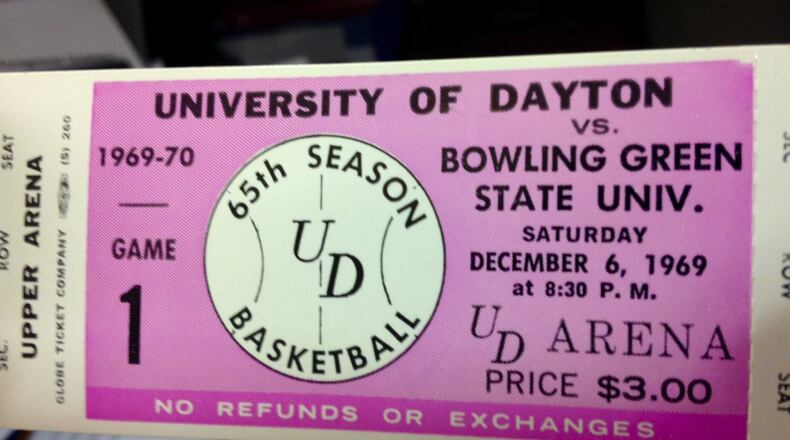 SEC. ROW SEAT
UPPER ARENA
GLOBE TICKET COMPANY (S) 260
UNIVERSITY OF DAYTON
VS.
BOWLING GREEN
STATE UNIV.
SATURDAY
DECEMBER 6, 1969
at 8:30 P. M.
UD ARENA
PRICE $3.00
1969-70
GAME
1
65th SEASON
UD
BASKETBALL
NO REFUNDS OR EXCHANGES
SEC ROW SEAT